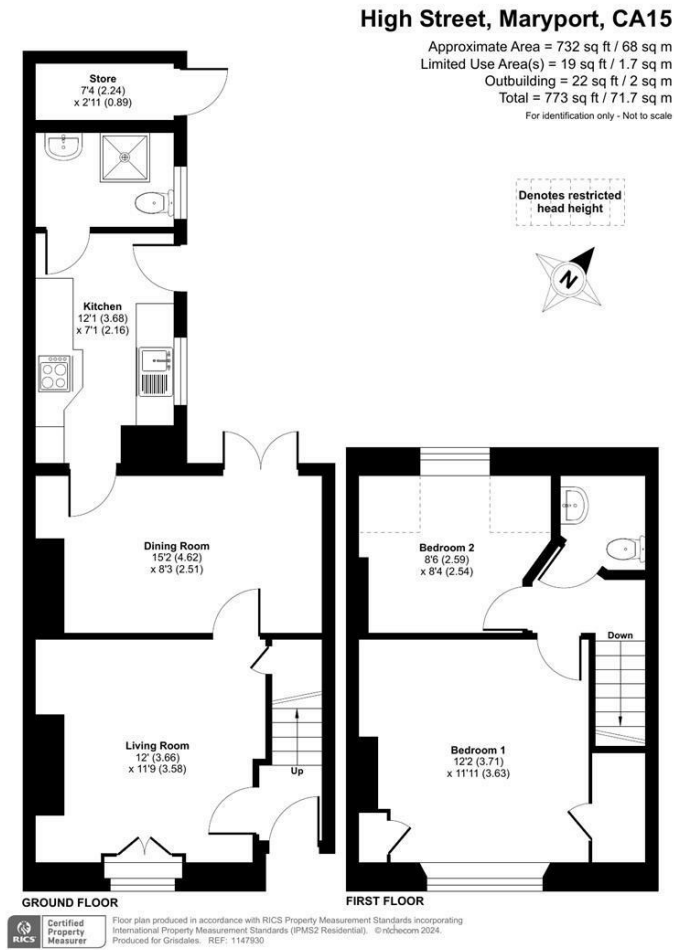 High Street, Maryport, CA15
Approximate Area = 732 sq ft / 68 sq m
Limited Use Area(s) = 19 sq ft / 1.7 sq m
Outbuilding = 22 sq ft / 2 sq m
Total = 773 sq ft / 71.7 sq m
For identification only - Not to scale
Store
7'4 (2.24)
x 2'11 (0.89)
Denotes restricted
head height
N
Kitchen
12'1 (3.68)
x 7'1 (2.16)
Dining Room
15'2 (4.62)
x 8'3 (2.51)
Living Room
12' (3.66)
x 11'9 (3.58)
Up
Bedroom 2
8'6 (2.59)
x 8'4 (2.54)
Down
Bedroom 1
12'2 (3.71)
x 11'11 (3.63)
GROUND FLOOR
FIRST FLOOR
RICS
Certified
Property
Measurer
Floor plan produced in accordance with RICS Property Measurement Standards incorporating
International Property Measurement Standards (IPMS2 Residential). © nichecom 2024.
Produced for Grisdales. REF: 1147930